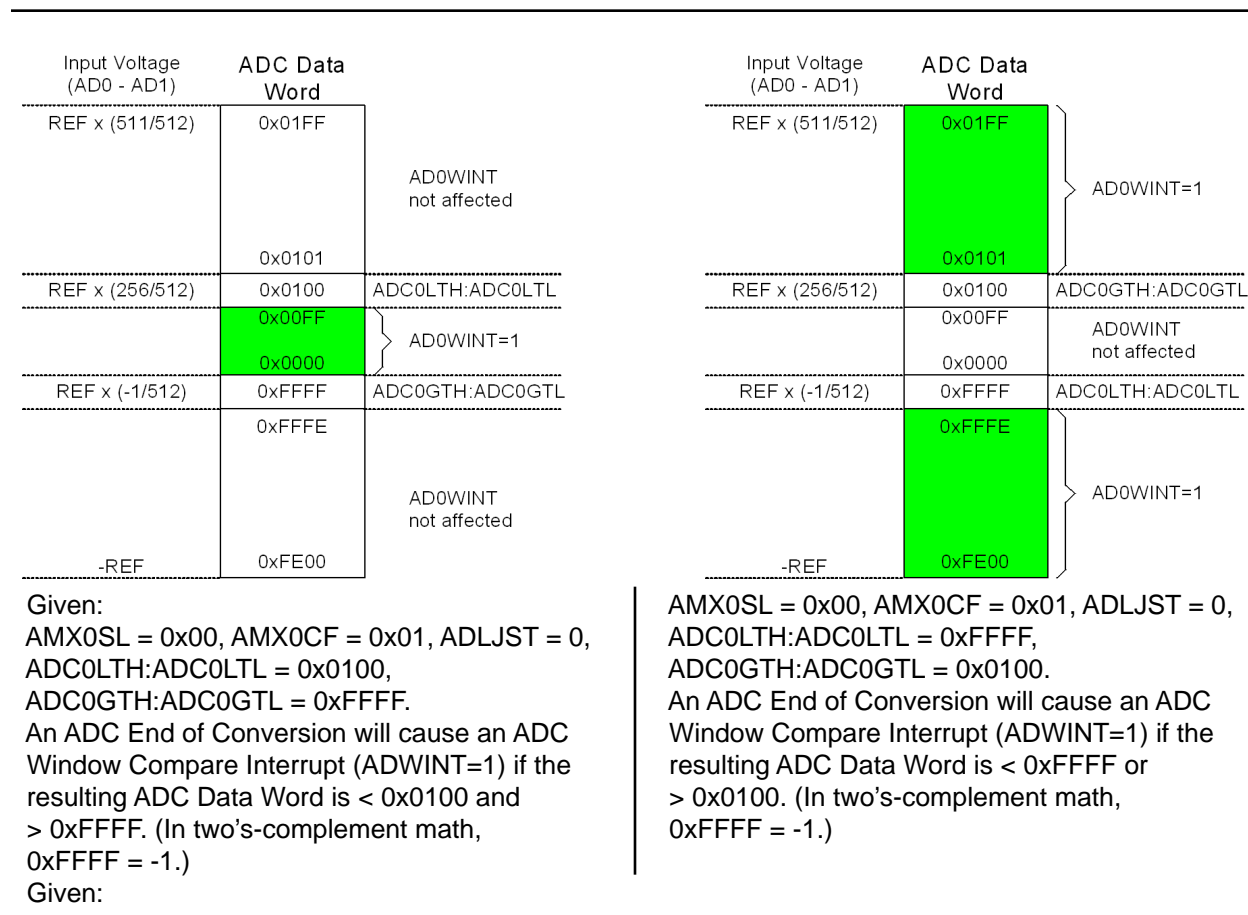 Input Voltage
(AD0 - AD1)
ADC Data
Word
REF x (511/512)
0x01FF
AD0WINT
not affected
0x0101
REF x (256/512)
0x0100
ADC0LTH:ADC0LTL
0x00FF
AD0WINT=1
0x0000
REF x (-1/512)
0xFFFF
ADC0GTH:ADC0GTL
0xFFFE
AD0WINT
not affected
-REF
0xFE00
Given:
AMX0SL = 0x00, AMX0CF = 0x01, ADLJST = 0,
ADC0LTH:ADC0LTL = 0x0100,
ADC0GTH:ADC0GTL = 0xFFFF.
An ADC End of Conversion will cause an ADC
Window Compare Interrupt (ADWINT=1) if the
resulting ADC Data Word is < 0x0100 and
> 0xFFFF. (In two's-complement math,
0xFFFF = -1.)
Given:
Input Voltage
(AD0 - AD1)
ADC Data
Word
REF x (511/512)
0x01FF
AD0WINT=1
0x0101
REF x (256/512)
0x0100
ADC0GTH:ADC0GTL
0x00FF
AD0WINT
not affected
0x0000
REF x (-1/512)
0xFFFF
ADC0LTH:ADC0LTL
0xFFFE
AD0WINT=1
-REF
0xFE00
AMX0SL = 0x00, AMX0CF = 0x01, ADLJST = 0,
ADC0LTH:ADC0LTL = 0xFFFF,
ADC0GTH:ADC0GTL = 0x0100.
An ADC End of Conversion will cause an ADC
Window Compare Interrupt (ADWINT=1) if the
resulting ADC Data Word is < 0xFFFF or
> 0x0100. (In two's-complement math,
0xFFFF = -1.)